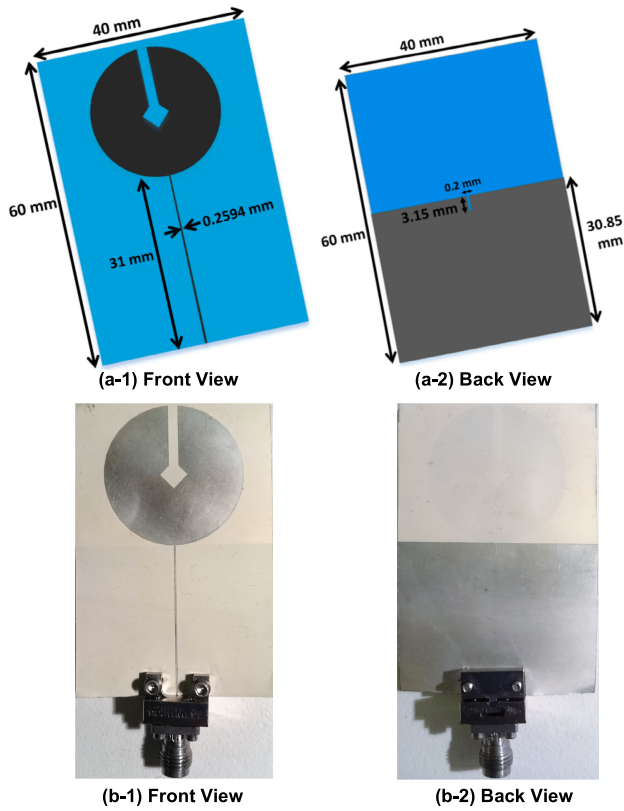 40 mm
60 mm
0.2594 mm
31 mm
(a-1) Front View
40 mm
0.2 mm
3.15 mm
60 mm
30.85
mm
(a-2) Back View
(b-1) Front View
(b-2) Back View